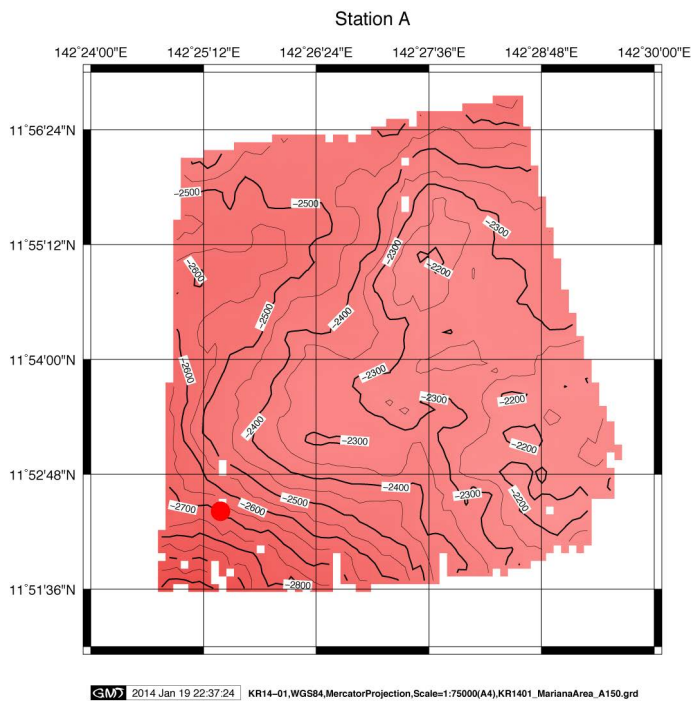 Station A
142°24'00"E 142°25'12"E 142°26'24"E 142°27'36"E 142°28'48"E 142°30'00"E
11°56'24"N
-2500
-2500
-2300
11°55'12"N
-2300
-2600
-2200
-2500
-2400
11°54'00"N
-2600
-2300
-2300
-2200
-2400
-2300
-2200
11°52'48"N
-2400
-2300
-2500
-2200
-2700
-2600
11°51'36"N
-2800
GMT 2014 Jan 19 22:37:24 KR14-01,WGS84,MercatorProjection,Scale=1:75000(A4),KR1401_MarianaArea_A150.grd